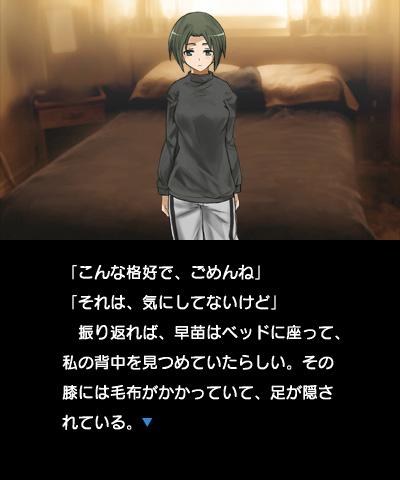 「こんな格好で、ごめんね」
「それは、気にしてないけど」
　振り返れば、早苗はベッドに座って、
私の背中を見つめていたらしい。その
膝には毛布がかかっていて、足が隠さ
れている。▼